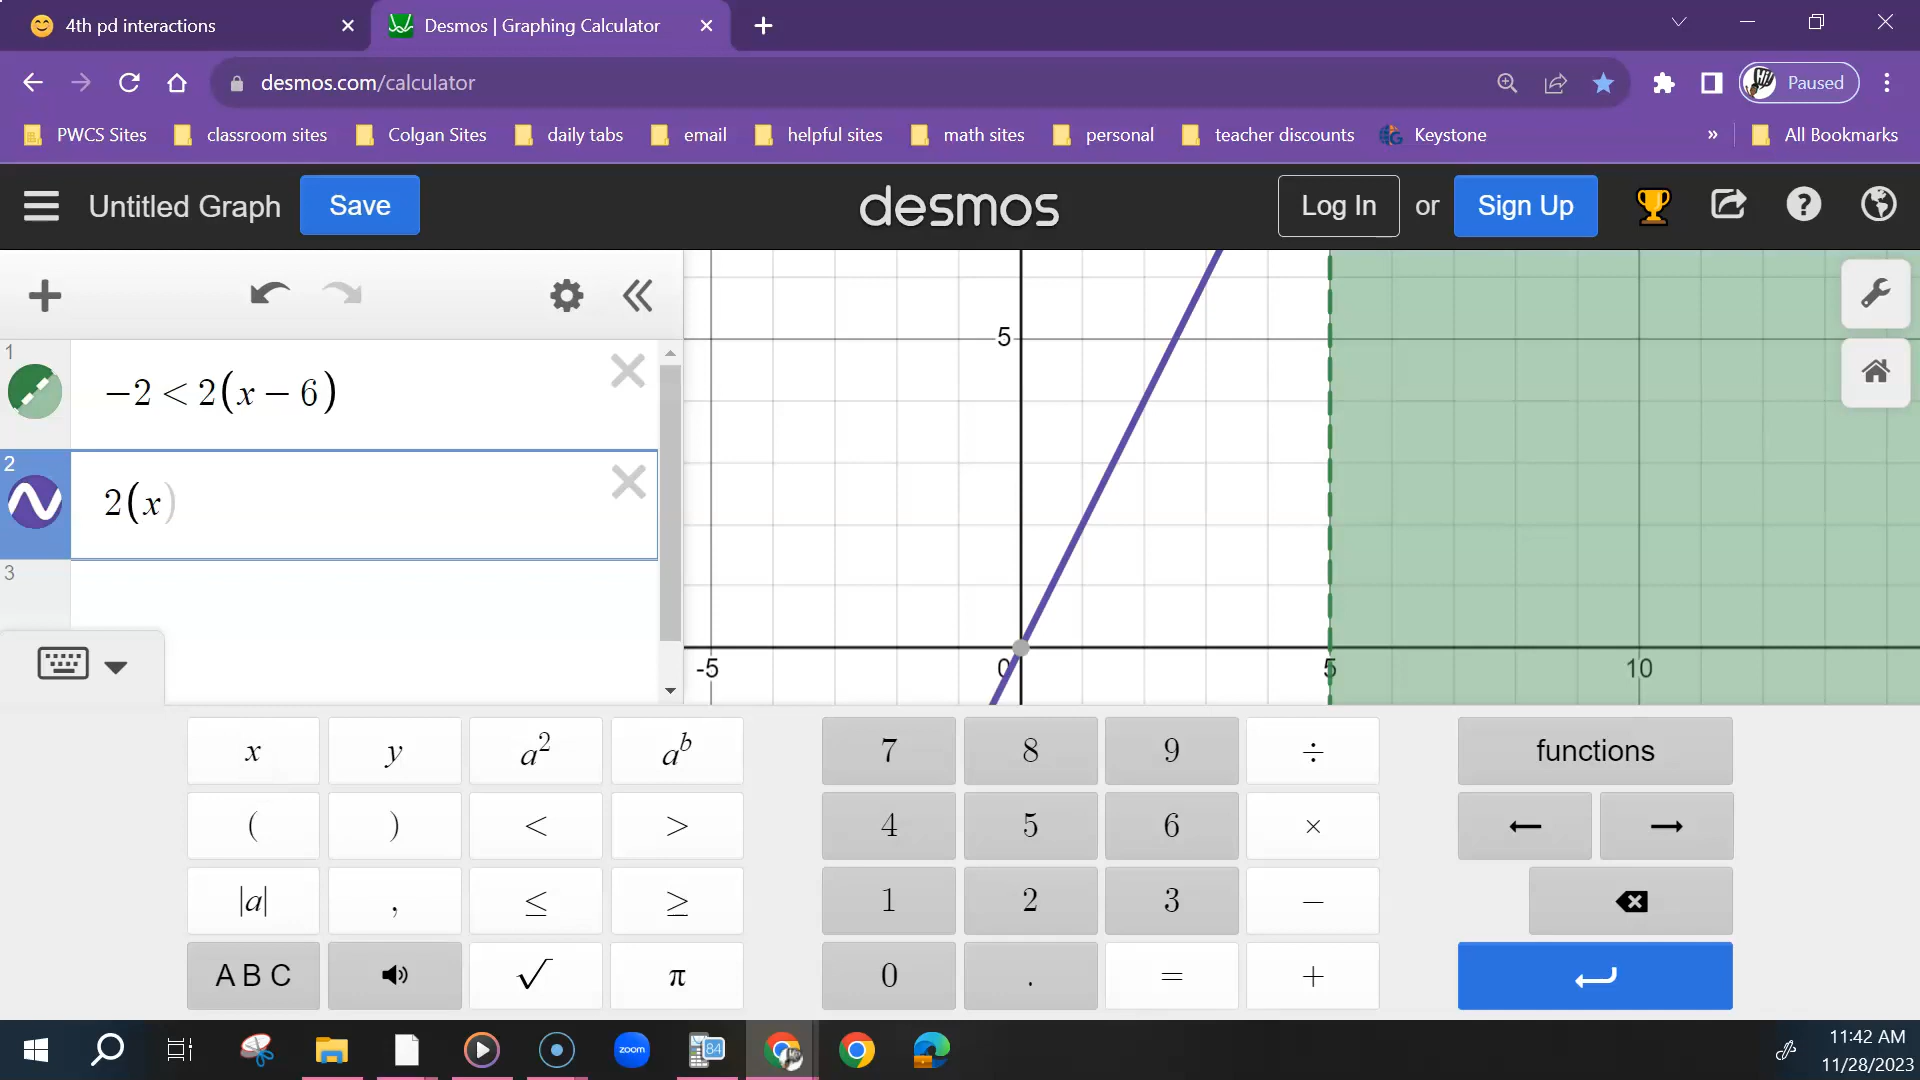 4th pd interactions
Desmos | Graphing Calculator
desmos.com/calculator
Paused
PWCS Sites classroom sites Colgan Sites daily tabs email helpful sites math sites personal teacher discounts Keystone » All Bookmarks
Untitled Graph Save desmos Log In or Sign Up
1
−2 < 2(x − 6)
2
2(x)
3
5
-5 0 5 10
x y a² aᵇ 7 8 9 ÷ functions
( ) < > 4 5 6 × ← →
|a| , ≤ ≥ 1 2 3 −
A B C √ π 0 . = +
zoom 84
11:42 AM
11/28/2023